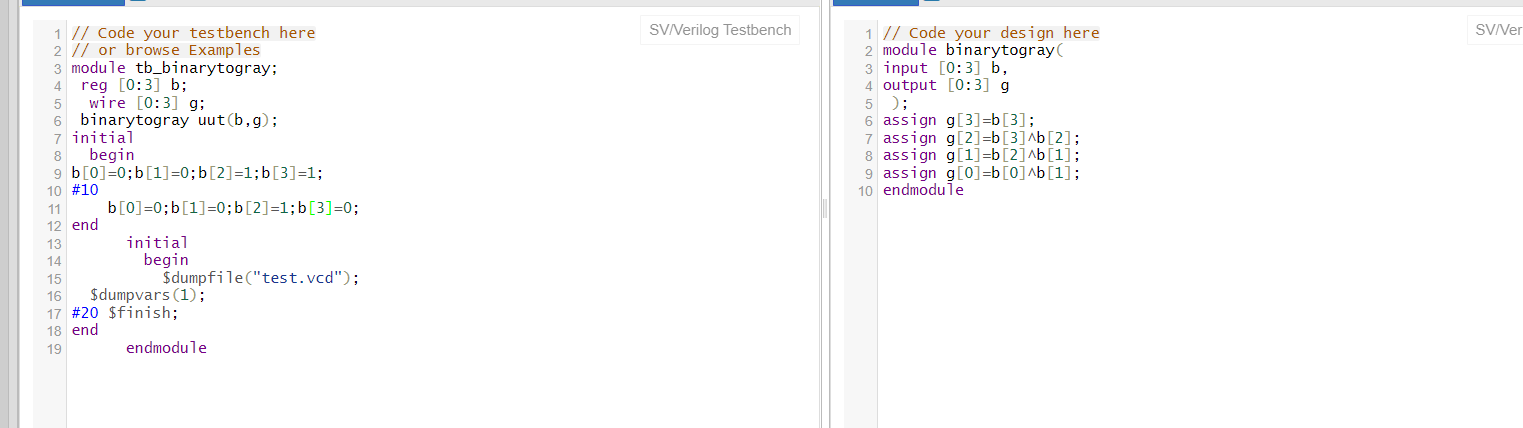 SV/Verilog Testbench
1 // Code your testbench here
2 // or browse Examples
3 module tb_binarytogray;
4 reg [0:3] b;
5 wire [0:3] g;
6 binarytogray uut(b,g);
7 initial
8 begin
9 b[0]=0;b[1]=0;b[2]=1;b[3]=1;
10 #10
11 b[0]=0;b[1]=0;b[2]=1;b[3]=0;
12 end
13 initial
14 begin
15 $dumpfile("test.vcd");
16 $dumpvars(1);
17 #20 $finish;
18 end
19 endmodule
SV/Ver
1 // Code your design here
2 module binarytogray(
3 input [0:3] b,
4 output [0:3] g
5 );
6 assign g[3]=b[3];
7 assign g[2]=b[3]^b[2];
8 assign g[1]=b[2]^b[1];
9 assign g[0]=b[0]^b[1];
10 endmodule